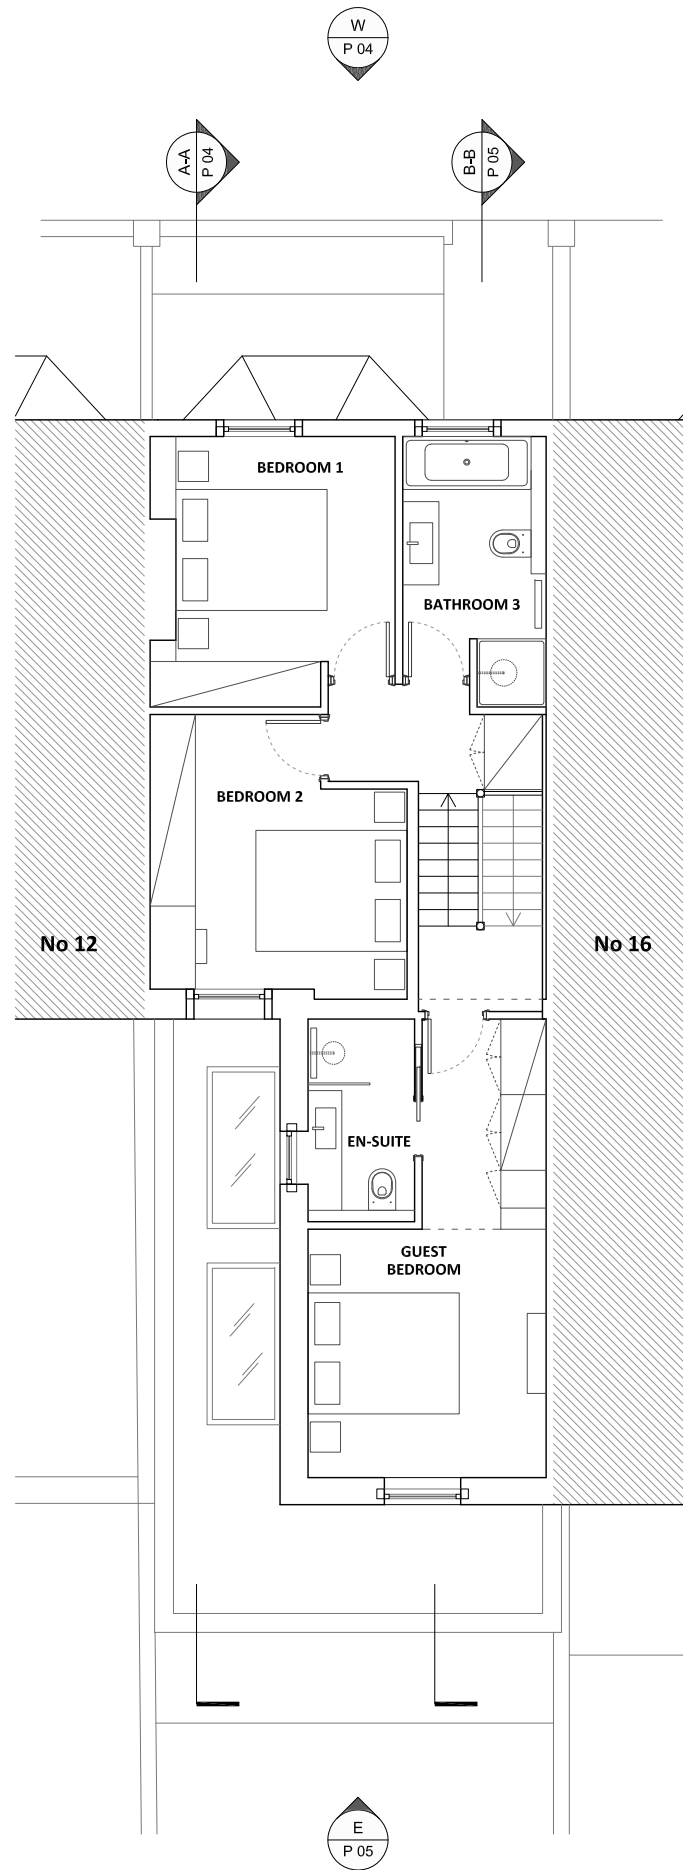 W
P 04
A-A
P 04
B-B
P 05
BEDROOM 1
BATHROOM 3
BEDROOM 2
No 12
No 16
EN-SUITE
GUEST
BEDROOM
E
P 05